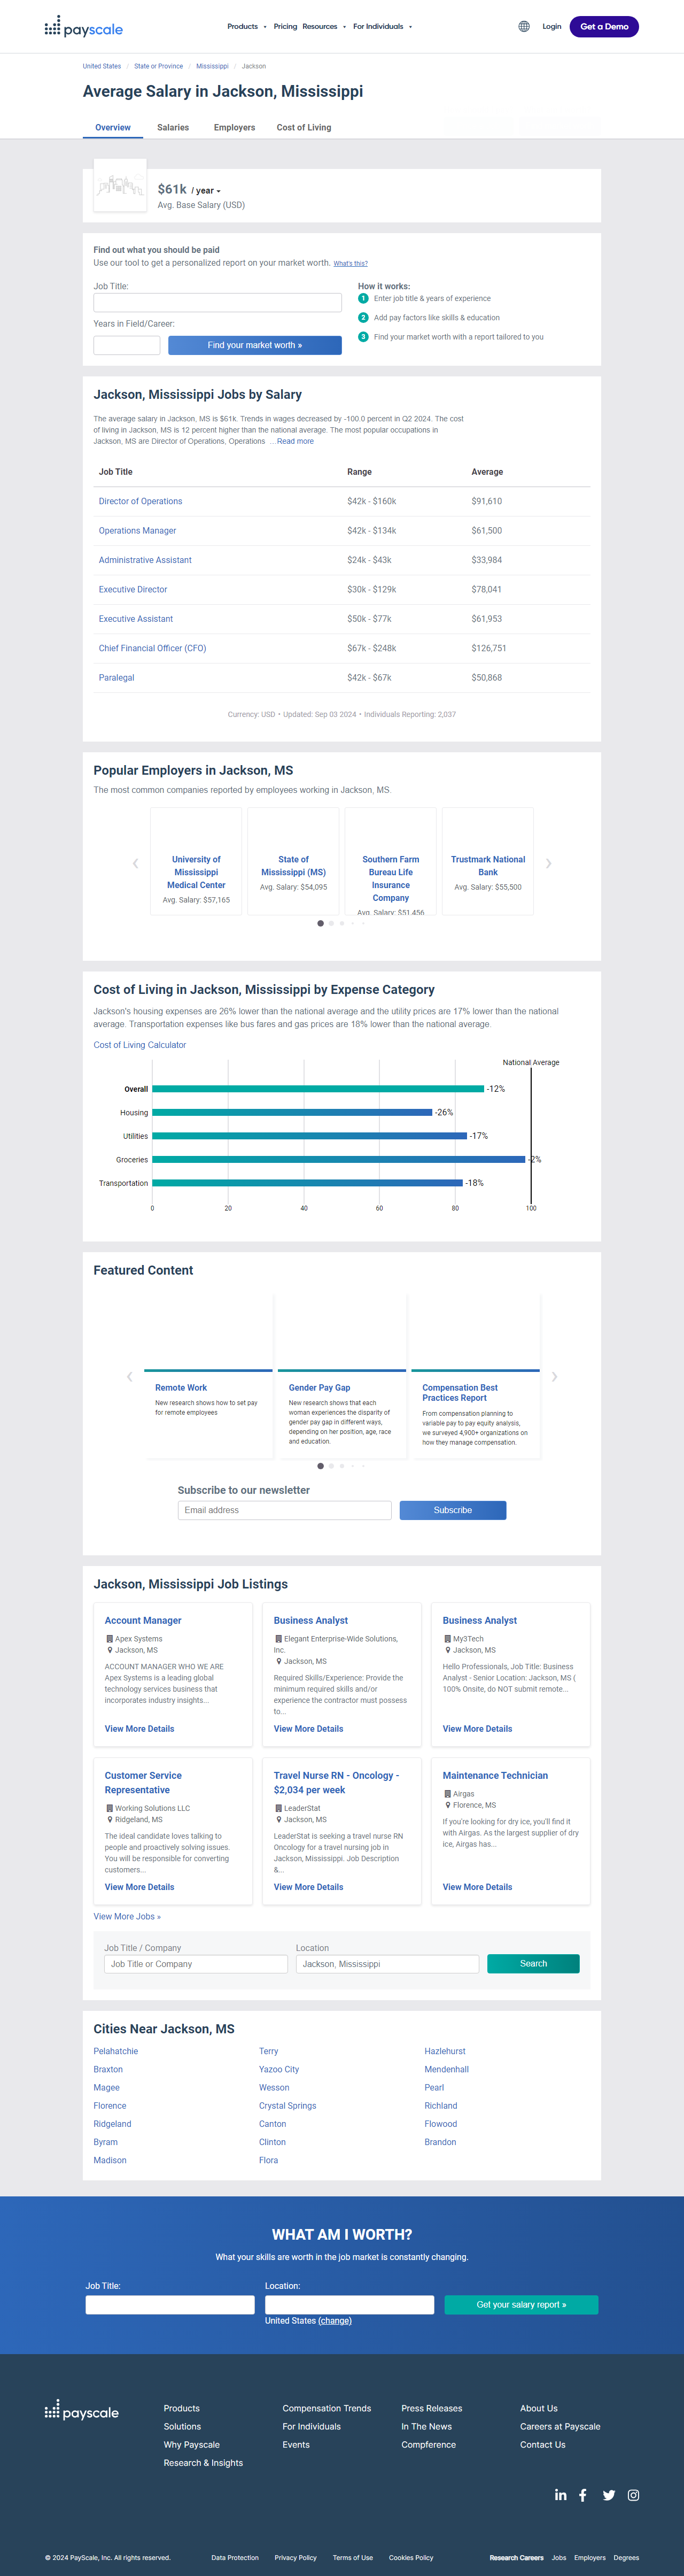 payscale
Products Pricing Resources For Individuals
Login Get a Demo
United States / State or Province / Mississippi / Jackson
Average Salary in Jackson, Mississippi
Overview Salaries Employers Cost of Living
$61k / year
Avg. Base Salary (USD)
Find out what you should be paid
Use our tool to get a personalized report on your market worth. What's this?
Job Title:
Years in Field/Career:
Find your market worth »
How it works:
1 Enter job title & years of experience
2 Add pay factors like skills & education
3 Find your market worth with a report tailored to you
Jackson, Mississippi Jobs by Salary
The average salary in Jackson, MS is $61k. Trends in wages decreased by -100.0 percent in Q2 2024. The cost
of living in Jackson, MS is 12 percent higher than the national average. The most popular occupations in
Jackson, MS are Director of Operations, Operations ...Read more
Job Title Range Average
Director of Operations $42k - $160k $91,610
Operations Manager $42k - $134k $61,500
Administrative Assistant $24k - $43k $33,984
Executive Director $30k - $129k $78,041
Executive Assistant $50k - $77k $61,953
Chief Financial Officer (CFO) $67k - $248k $126,751
Paralegal $42k - $67k $50,868
Currency: USD • Updated: Sep 03 2024 • Individuals Reporting: 2,037
Popular Employers in Jackson, MS
The most common companies reported by employees working in Jackson, MS.
University of
Mississippi
Medical Center
Avg. Salary: $57,165
State of
Mississippi (MS)
Avg. Salary: $54,095
Southern Farm
Bureau Life
Insurance
Company
Avg. Salary: $51,456
Trustmark National
Bank
Avg. Salary: $55,500
Cost of Living in Jackson, Mississippi by Expense Category
Jackson's housing expenses are 26% lower than the national average and the utility prices are 17% lower than the national
average. Transportation expenses like bus fares and gas prices are 18% lower than the national average.
Cost of Living Calculator
National Average
Overall -12%
Housing -26%
Utilities -17%
Groceries -2%
Transportation -18%
0 20 40 60 80 100
Featured Content
Remote Work
New research shows how to set pay
for remote employees
Gender Pay Gap
New research shows that each
woman experiences the disparity of
gender pay gap in different ways,
depending on her position, age, race
and education.
Compensation Best
Practices Report
From compensation planning to
variable pay to pay equity analysis,
we surveyed 4,900+ organizations on
how they manage compensation.
Subscribe to our newsletter
Email address Subscribe
Jackson, Mississippi Job Listings
Account Manager
Apex Systems
Jackson, MS
ACCOUNT MANAGER WHO WE ARE
Apex Systems is a leading global
technology services business that
incorporates industry insights...
View More Details
Business Analyst
Elegant Enterprise-Wide Solutions,
Inc.
Jackson, MS
Required Skills/Experience: Provide the
minimum required skills and/or
experience the contractor must possess
to...
View More Details
Business Analyst
My3Tech
Jackson, MS
Hello Professionals, Job Title: Business
Analyst - Senior Location: Jackson, MS (
100% Onsite, do NOT submit remote...
View More Details
Customer Service
Representative
Working Solutions LLC
Ridgeland, MS
The ideal candidate loves talking to
people and proactively solving issues.
You will be responsible for converting
customers...
View More Details
Travel Nurse RN - Oncology -
$2,034 per week
LeaderStat
Jackson, MS
LeaderStat is seeking a travel nurse RN
Oncology for a travel nursing job in
Jackson, Mississippi. Job Description
&...
View More Details
Maintenance Technician
Airgas
Florence, MS
If you're looking for dry ice, you'll find it
with Airgas. As the largest supplier of dry
ice, Airgas has...
View More Details
View More Jobs »
Job Title / Company Location
Job Title or Company Jackson, Mississippi Search
Cities Near Jackson, MS
Pelahatchie Terry Hazlehurst
Braxton Yazoo City Mendenhall
Magee Wesson Pearl
Florence Crystal Springs Richland
Ridgeland Canton Flowood
Byram Clinton Brandon
Madison Flora
WHAT AM I WORTH?
What your skills are worth in the job market is constantly changing.
Job Title: Location:
Get your salary report »
United States (change)
payscale
Products Compensation Trends Press Releases About Us
Solutions For Individuals In The News Careers at Payscale
Why Payscale Events Compference Contact Us
Research & Insights
© 2024 PayScale, Inc. All rights reserved. Data Protection Privacy Policy Terms of Use Cookies Policy Research Careers Jobs Employers Degrees